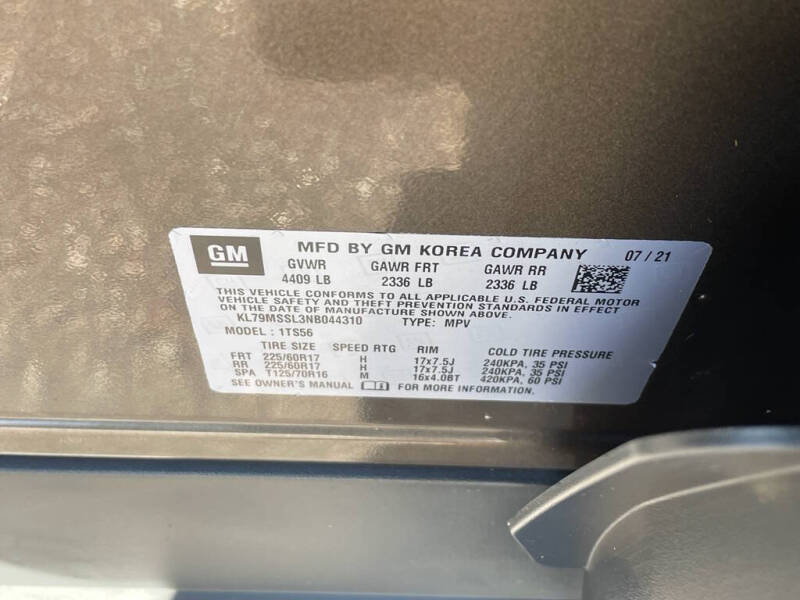 GM MFD BY GM KOREA COMPANY 07 / 21
GVWR GAWR FRT GAWR RR
4409 LB 2336 LB 2336 LB
THIS VEHICLE CONFORMS TO ALL APPLICABLE U.S. FEDERAL MOTOR
VEHICLE SAFETY AND THEFT PREVENTION STANDARDS IN EFFECT
ON THE DATE OF MANUFACTURE SHOWN ABOVE.
KL79MSSL3NB044310 TYPE: MPV
MODEL : 1TS56
TIRE SIZE SPEED RTG RIM COLD TIRE PRESSURE
FRT 225/60R17 H 17x7.5J 240KPA, 35 PSI
RR 225/60R17 H 17x7.5J 240KPA, 35 PSI
SPA T125/70R16 M 16x4.0BT 420KPA, 60 PSI
SEE OWNER'S MANUAL FOR MORE INFORMATION